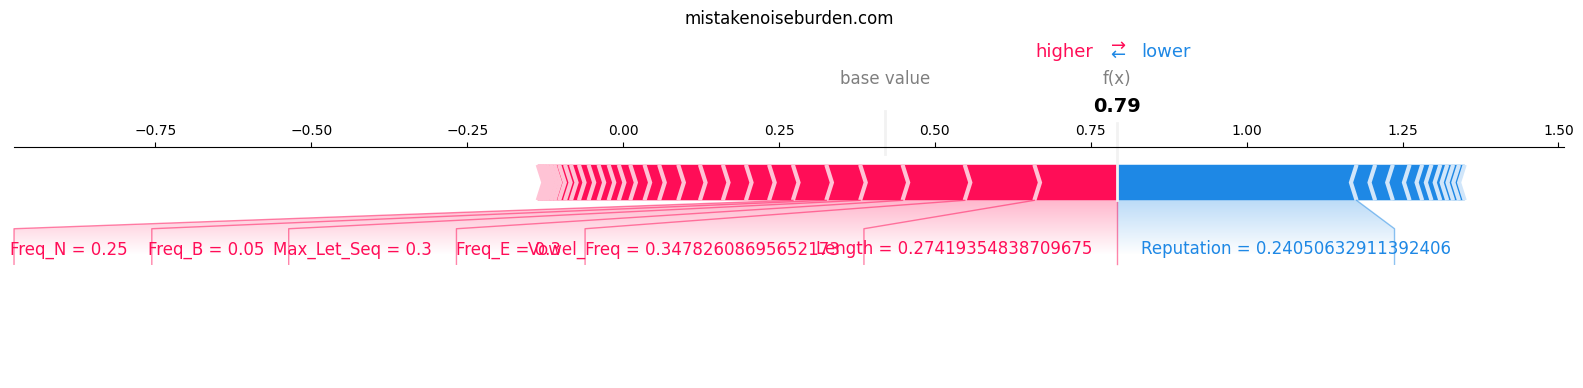 mistakenoiseburden.com
higher ⇄ lower
base value f(x)
0.79
−0.75 −0.50 −0.25 0.00 0.25 0.50 0.75 1.00 1.25 1.50
Freq_N = 0.25 Freq_B = 0.05 Max_Let_Seq = 0.3 Freq_E = 0.3 Vowel_Freq = 0.34782608695652173 Length = 0.27419354838709675 Reputation = 0.24050632911392406